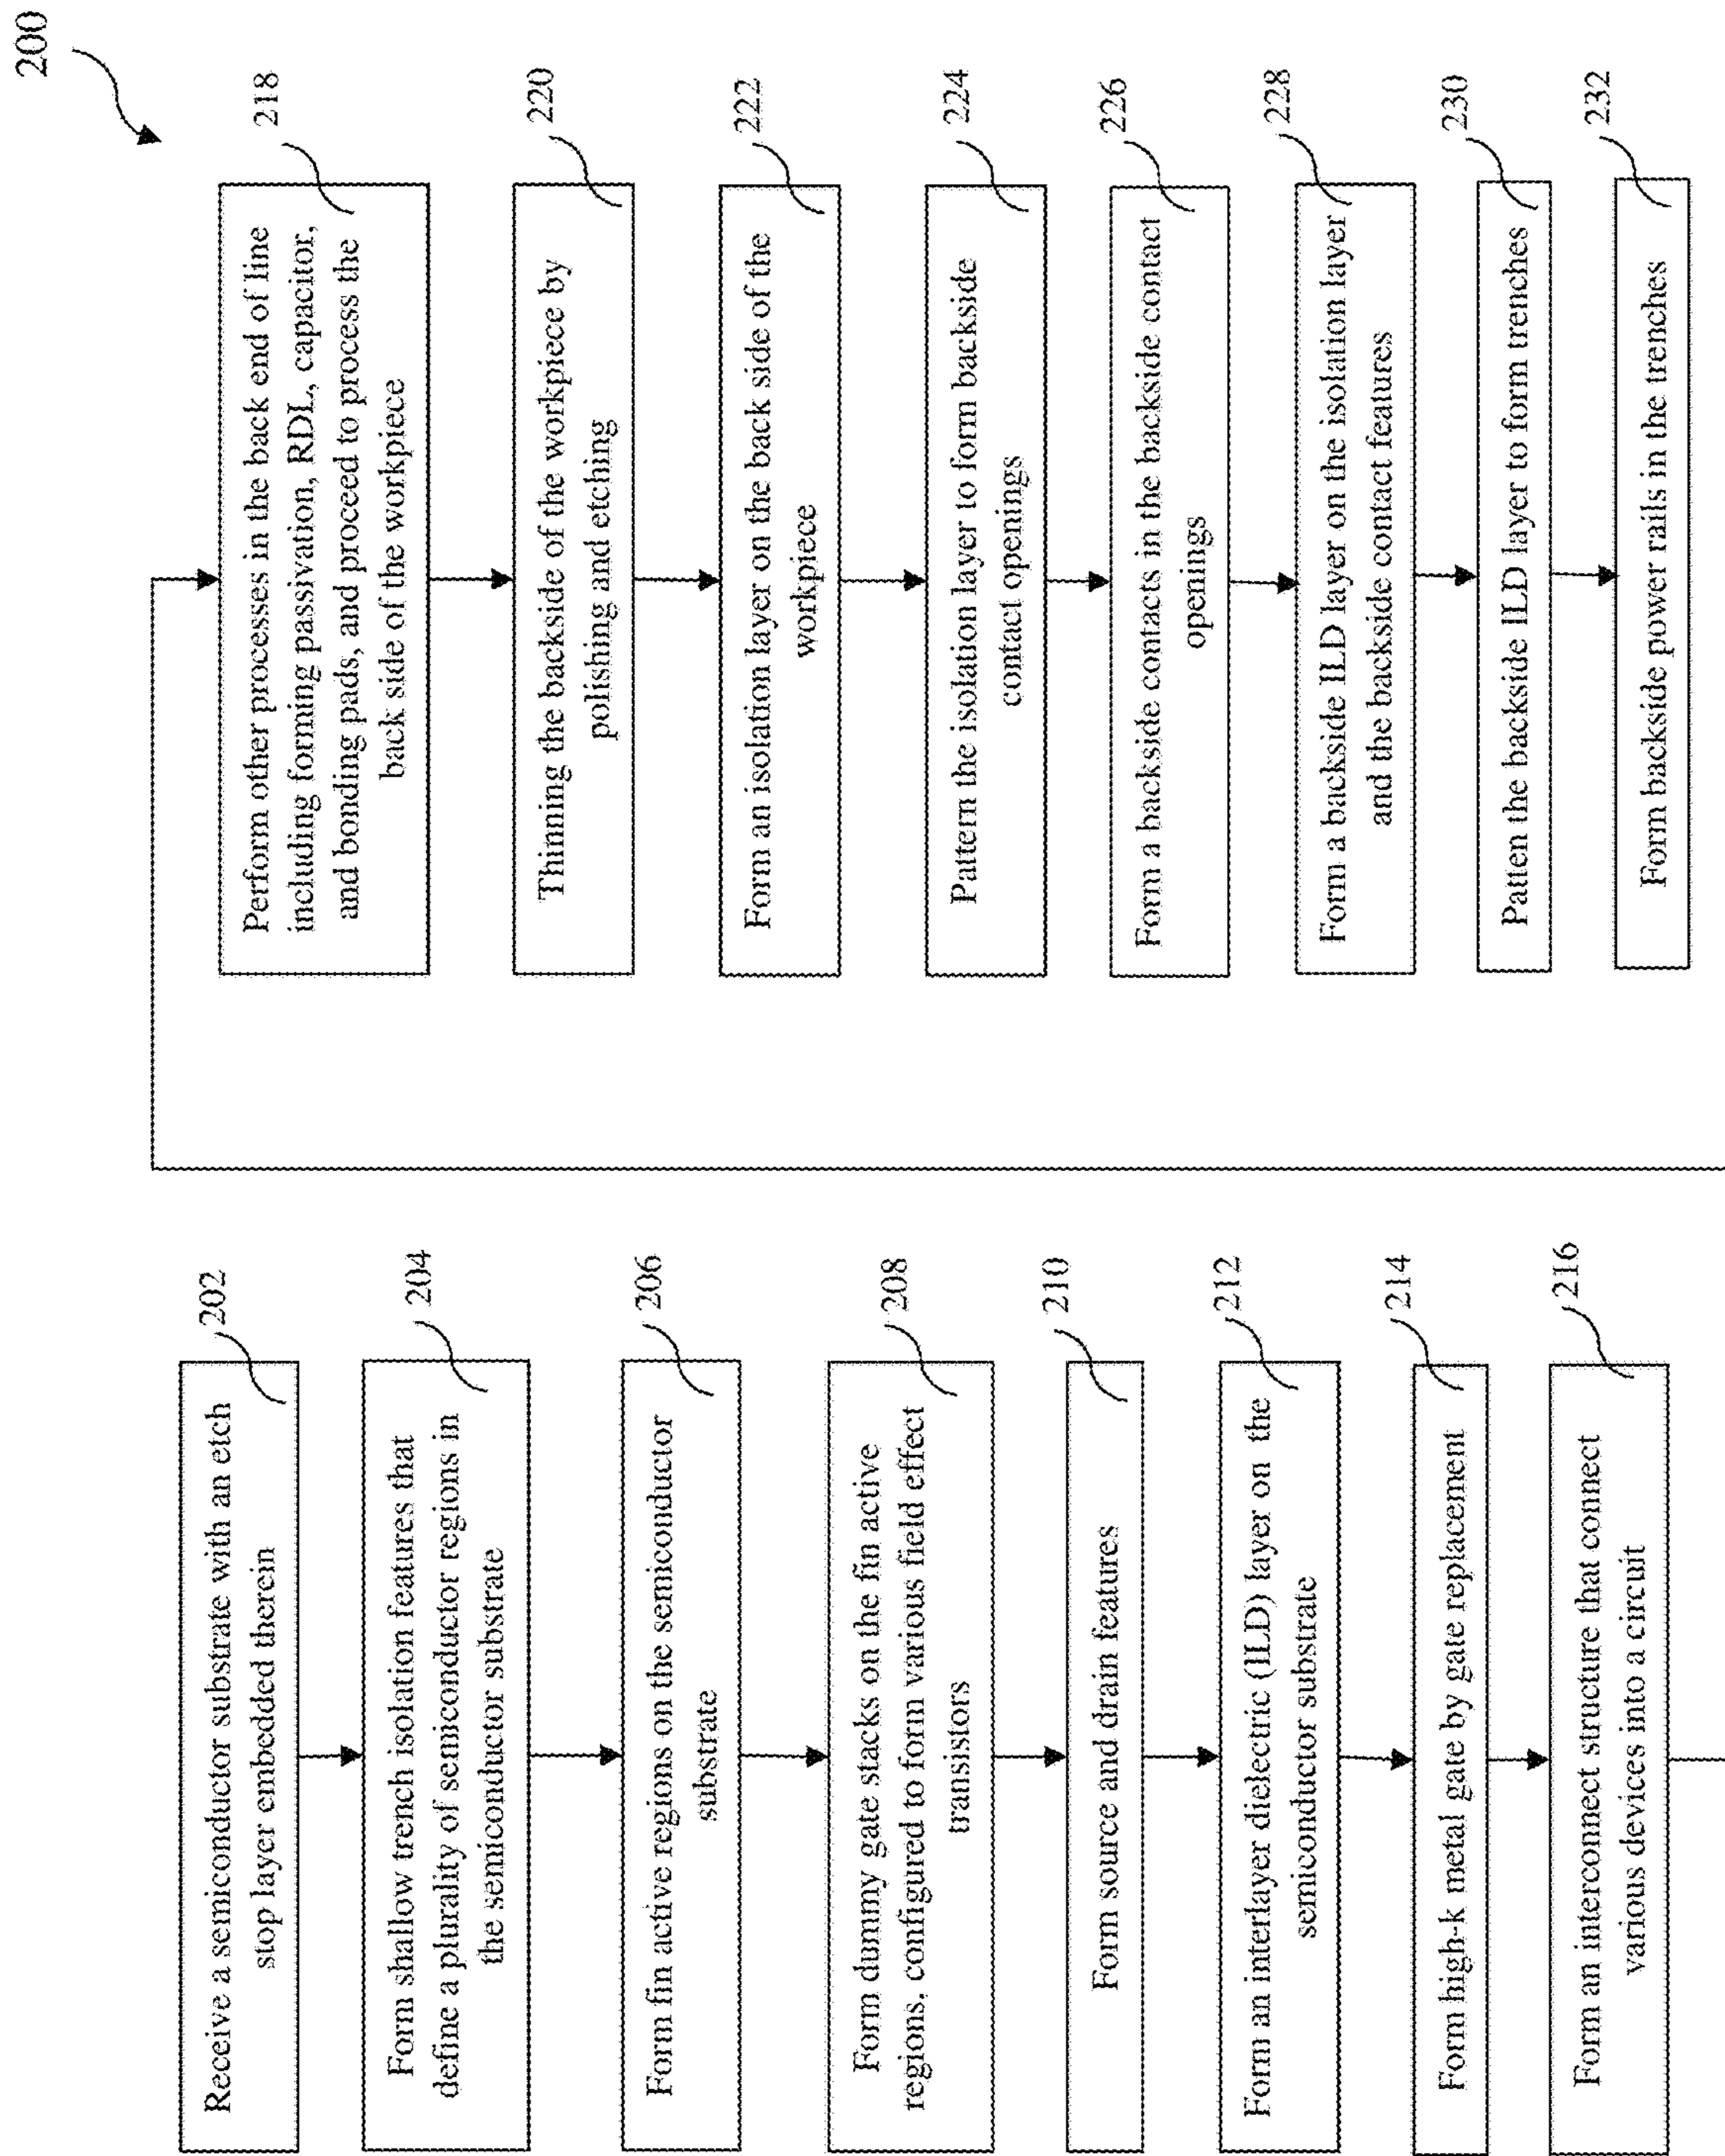 200
Receive a semiconductor substrate with an etch
stop layer embedded therein
202
Form shallow trench isolation features that
define a plurality of semiconductor regions in
the semiconductor substrate
204
Form fin active regions on the semiconductor
substrate
206
Form dummy gate stacks on the fin active
regions, configured to form various field effect
transistors
208
Form source and drain features
210
Form an interlayer dielectric (ILD) layer on the
semiconductor substrate
212
Form high-k metal gate by gate replacement
214
Form an interconnect structure that connect
various devices into a circuit
216
Perform other processes in the back end of line
including forming passivation, RDL, capacitor,
and bonding pads, and proceed to process the
back side of the workpiece
218
Thinning the backside of the workpiece by
polishing and etching
220
Form an isolation layer on the back side of the
workpiece
222
Pattern the isolation layer to form backside
contact openings
224
Form a backside contacts in the backside contact
openings
226
Form a backside ILD layer on the isolation layer
and the backside contact features
228
Patten the backside ILD layer to form trenches
230
Form backside power rails in the trenches
232